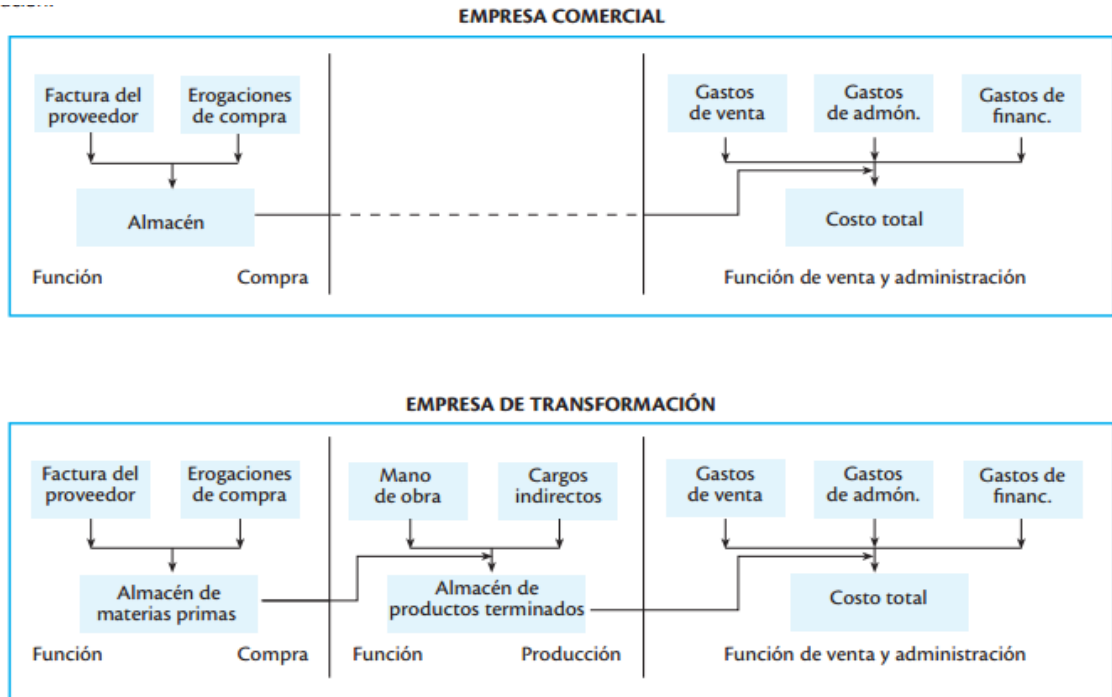 EMPRESA COMERCIAL
Factura del
proveedor
Erogaciones
de compra
Gastos
de venta
Gastos
de admón.
Gastos de
financ.
Almacén
Costo total
Función
Compra
Función de venta y administración
EMPRESA DE TRANSFORMACIÓN
Factura del
proveedor
Erogaciones
de compra
Mano
de obra
Cargos
indirectos
Gastos
de venta
Gastos
de admón.
Gastos de
financ.
Almacén de
materias primas
Almacén de
productos terminados
Costo total
Función
Compra
Función
Producción
Función de venta y administración